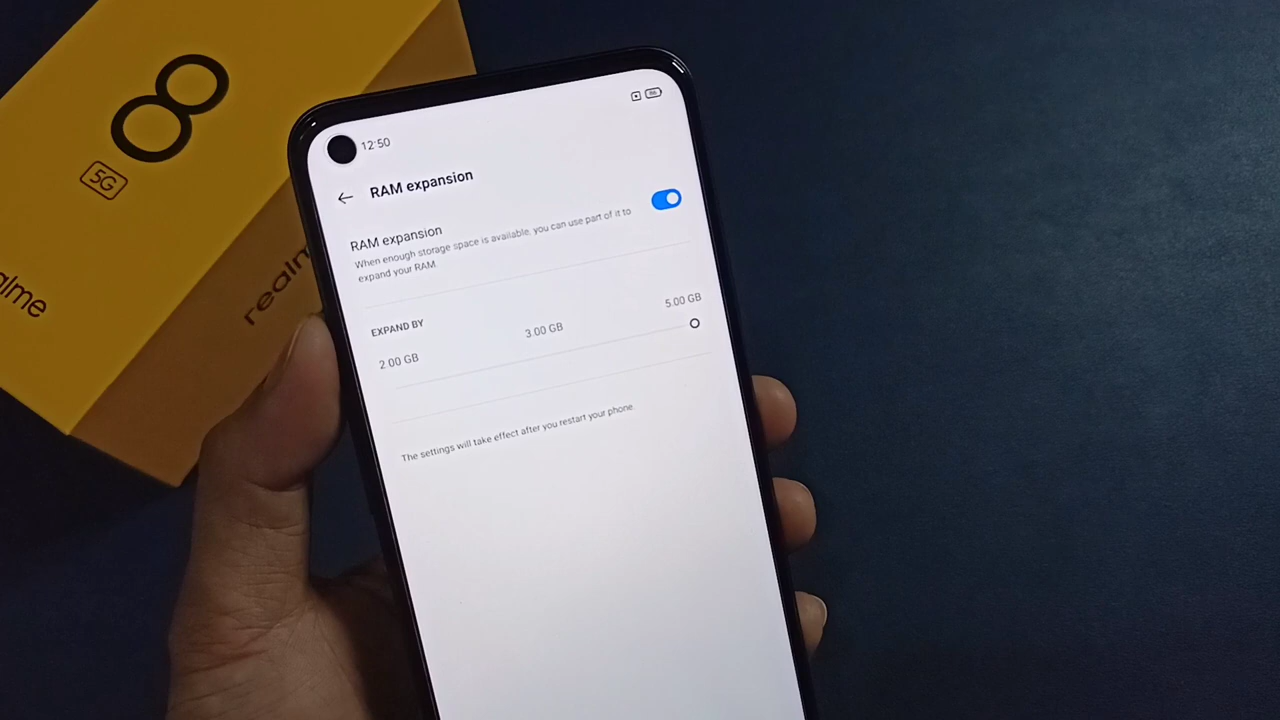 8
5G
realme
realme
12:50
RAM expansion
RAM expansion
When enough storage space is available, you can use part of it to
expand your RAM.
EXPAND BY
2.00 GB
3.00 GB
5.00 GB
The settings will take effect after you restart your phone.